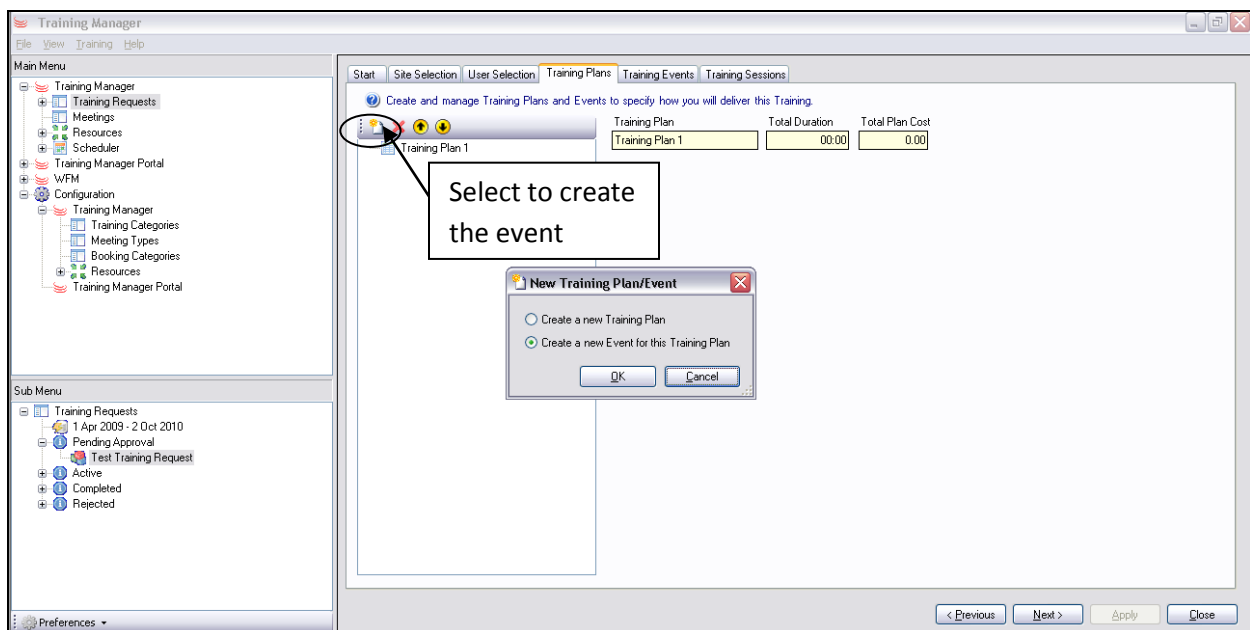 Training Manager
File View Training Help
Main Menu
Training Manager
Training Requests
Meetings
Resources
Scheduler
Training Manager Portal
WFM
Configuration
Training Manager
Training Categories
Meeting Types
Booking Categories
Resources
Training Manager Portal
Sub Menu
Training Requests
1 Apr 2009 - 2 Oct 2010
Pending Approval
Test Training Request
Active
Completed
Rejected
Preferences
Start Site Selection User Selection Training Plans Training Events Training Sessions
Create and manage Training Plans and Events to specify how you will deliver this Training.
Training Plan 1
Training Plan Total Duration Total Plan Cost
Training Plan 1 00:00 0.00
Select to create
the event
New Training Plan/Event
Create a new Training Plan
Create a new Event for this Training Plan
OK Cancel
< Previous Next > Apply Close